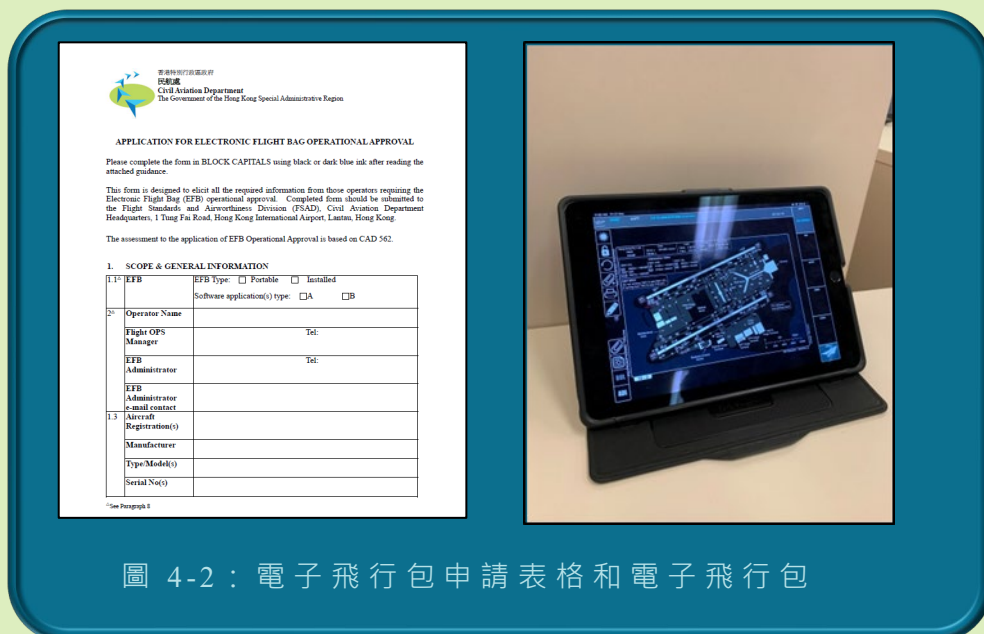 香港特別行政區政府
民航處
Civil Aviation Department
The Government of the Hong Kong Special Administrative Region
APPLICATION FOR ELECTRONIC FLIGHT BAG OPERATIONAL APPROVAL
Please complete the form in BLOCK CAPITALS using black or dark blue ink after reading the
attached guidance.
This form is designed to elicit all the required information from those operators requiring the
Electronic Flight Bag (EFB) operational approval. Completed form should be submitted to
the Flight Standards and Airworthiness Division (FSAD), Civil Aviation Department
Headquarters, 1 Tung Fai Road, Hong Kong International Airport, Lantau, Hong Kong.
The assessment to the application of EFB Operational Approval is based on CAD 562.
1. SCOPE & GENERAL INFORMATION
1.1△ EFB EFB Type: □ Portable □ Installed
Software application(s) type: □A □B
2△ Operator Name
Flight OPS Tel:
Manager
EFB Tel:
Administrator
EFB
Administrator
e-mail contact
1.3 Aircraft
Registration(s)
Manufacturer
Type/Model(s)
Serial No(s)
△See Paragraph 8
圖 4-2：電子飛行包申請表格和電子飛行包